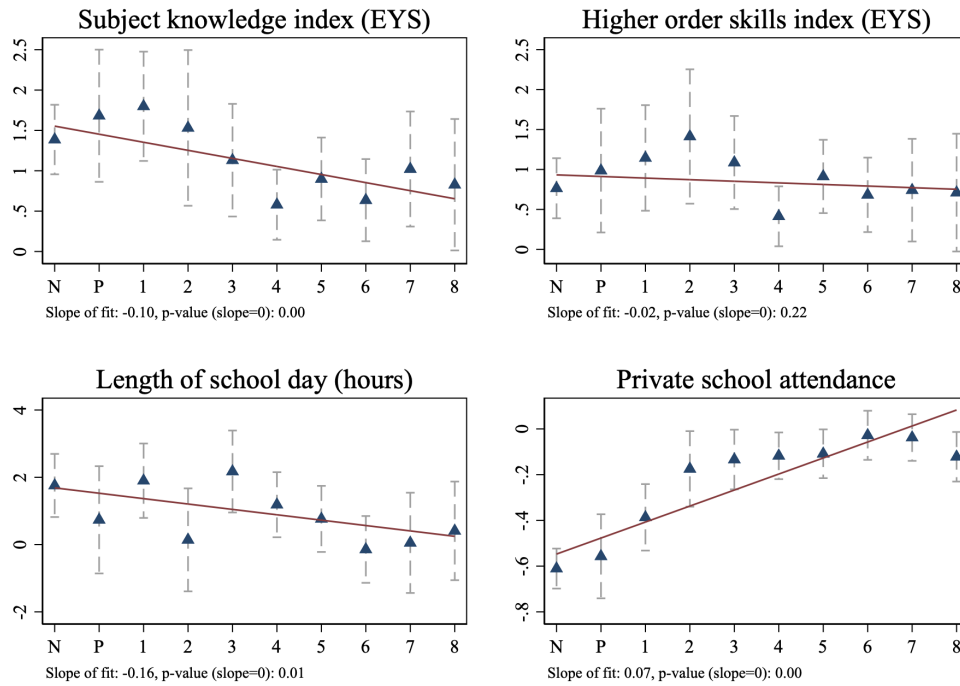 Subject knowledge index (EYS)
2.5
2
1.5
1
.5
0
N P 1 2 3 4 5 6 7 8
Slope of fit: -0.10, p-value (slope=0): 0.00
Higher order skills index (EYS)
2.5
2
1.5
1
.5
0
N P 1 2 3 4 5 6 7 8
Slope of fit: -0.02, p-value (slope=0): 0.22
Length of school day (hours)
4
2
0
-2
N P 1 2 3 4 5 6 7 8
Slope of fit: -0.16, p-value (slope=0): 0.01
Private school attendance
0
-.2
-.4
-.6
-.8
N P 1 2 3 4 5 6 7 8
Slope of fit: 0.07, p-value (slope=0): 0.00